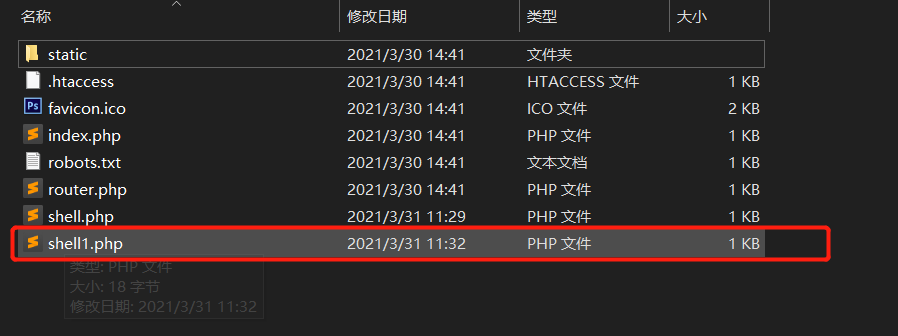 名称 修改日期 类型 大小
static 2021/3/30 14:41 文件夹
.htaccess 2021/3/30 14:41 HTACCESS 文件 1 KB
Ps favicon.ico 2021/3/30 14:41 ICO 文件 2 KB
index.php 2021/3/30 14:41 PHP 文件 1 KB
robots.txt 2021/3/30 14:41 文本文档 1 KB
router.php 2021/3/30 14:41 PHP 文件 1 KB
shell.php 2021/3/31 11:29 PHP 文件 1 KB
shell1.php 2021/3/31 11:32 PHP 文件 1 KB
类型: PHP 文件
大小: 18 字节
修改日期: 2021/3/31 11:32